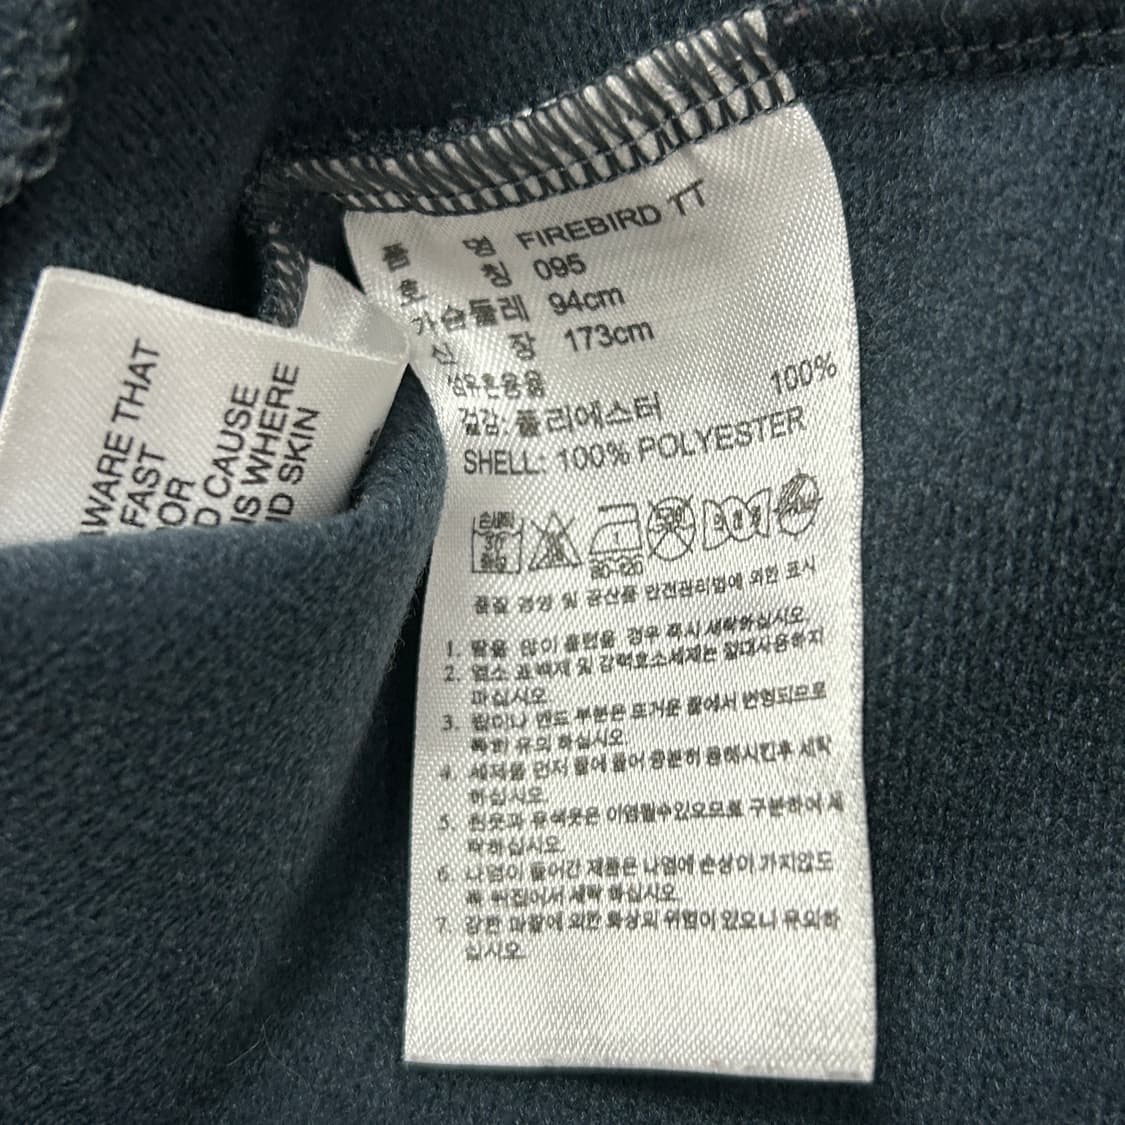 WARE THAT
FAST
OR
D CAUSE
IS WHERE
ND SKIN
품 명 FIREBIRD TT
호 칭 095
가슴둘레 94cm
신 장 173cm
섬유혼용율
겉감: 폴리에스터 100%
SHELL: 100% POLYESTER
80-120
품질 경영 및 공산품 안전관리법에 의한 표시
1. 땀을 많이 흘렸을 경우 즉시세탁하십시오
2. 염소 표백제 및 강력효소세제는 절대사용하지
마십시오
3. 랍이나 밴드 부분은 뜨거운 물에서 변형되므로
특히 유의 하십시오
4. 세제를 먼저 물에 풀어 충분히 용해시킨후 세탁
하십시오
5. 흰옷과 유색옷은 이염될수있으므로 구분하여 세
탁하십시오
6. 나염이 들어간 제품은 나염에 손상이 가지않도
록 뒤집어서 세탁 하십시오
7. 강한 마찰에 의한 화상의 위험이 있으니 유의하
십시오